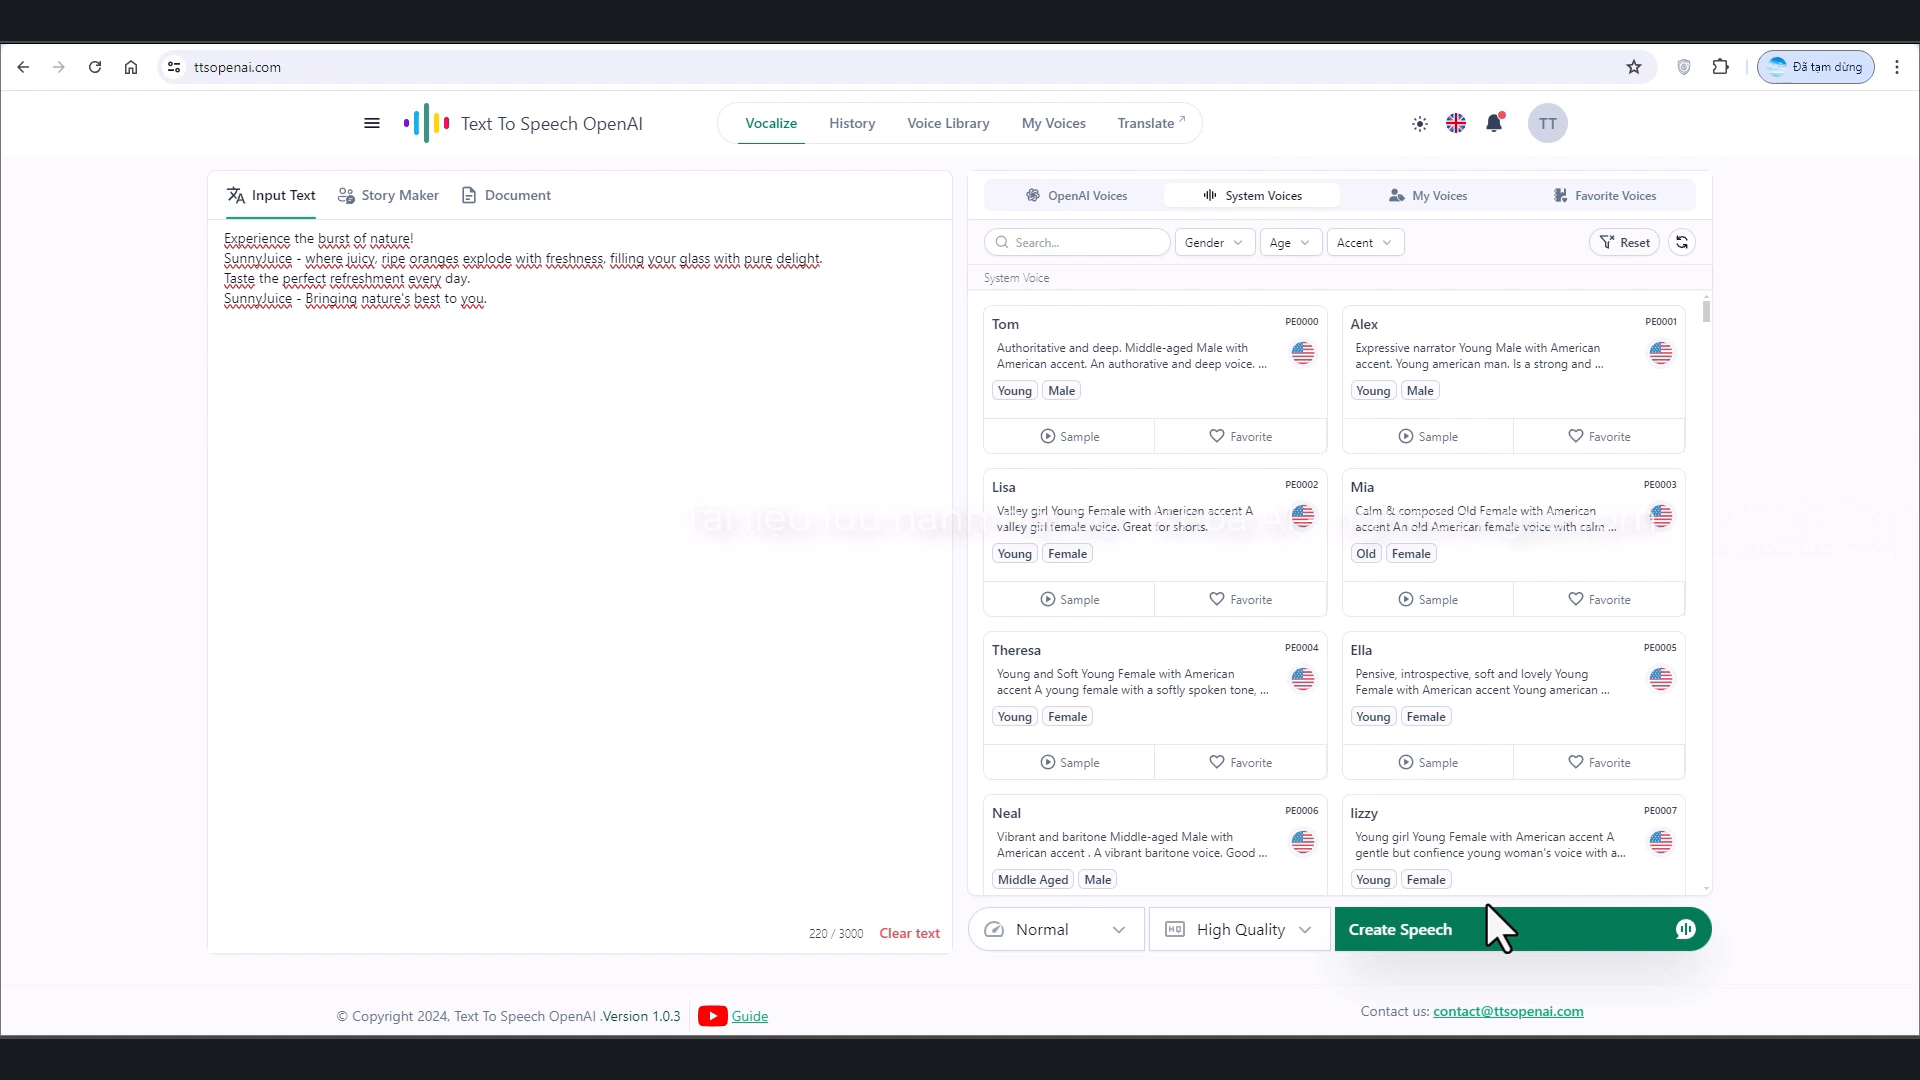 ttsopenai.com
Đã tạm dừng
Text To Speech OpenAI
Vocalize
History
Voice Library
My Voices
Translate
TT
Input Text
Story Maker
Document
Experience the burst of nature!
SunnyJuice - where juicy, ripe oranges explode with freshness, filling your glass with pure delight.
Taste the perfect refreshment every day.
SunnyJuice - Bringing nature's best to you.
220 / 3000
Clear text
OpenAI Voices
System Voices
My Voices
Favorite Voices
Search...
Gender
Age
Accent
Reset
System Voice
Tom
PE0000
Authoritative and deep. Middle-aged Male with
American accent. An authorative and deep voice. ...
Young
Male
Sample
Favorite
Alex
PE0001
Expressive narrator Young Male with American
accent. Young american man. Is a strong and ...
Young
Male
Sample
Favorite
Lisa
PE0002
Valley girl Young Female with American accent A
valley girl female voice. Great for shorts.
Young
Female
Sample
Favorite
Mia
PE0003
Calm & composed Old Female with American
accent An old American female voice with calm ...
Old
Female
Sample
Favorite
Theresa
PE0004
Young and Soft Young Female with American
accent A young female with a softly spoken tone, ...
Young
Female
Sample
Favorite
Ella
PE0005
Pensive, introspective, soft and lovely Young
Female with American accent Young american ...
Young
Female
Sample
Favorite
Neal
PE0006
Vibrant and baritone Middle-aged Male with
American accent . A vibrant baritone voice. Good ...
Middle Aged
Male
lizzy
PE0007
Young girl Young Female with American accent A
gentle but confience young woman's voice with a...
Young
Female
Normal
HQ
High Quality
Create Speech
© Copyright 2024, Text To Speech OpenAI .Version 1.0.3
Guide
Contact us: contact@ttsopenai.com